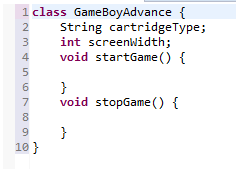 1 class GameBoyAdvance {
2     String cartridgeType;
3     int screenWidth;
4     void startGame() {
5
6     }
7     void stopGame() {
8
9     }
10 }